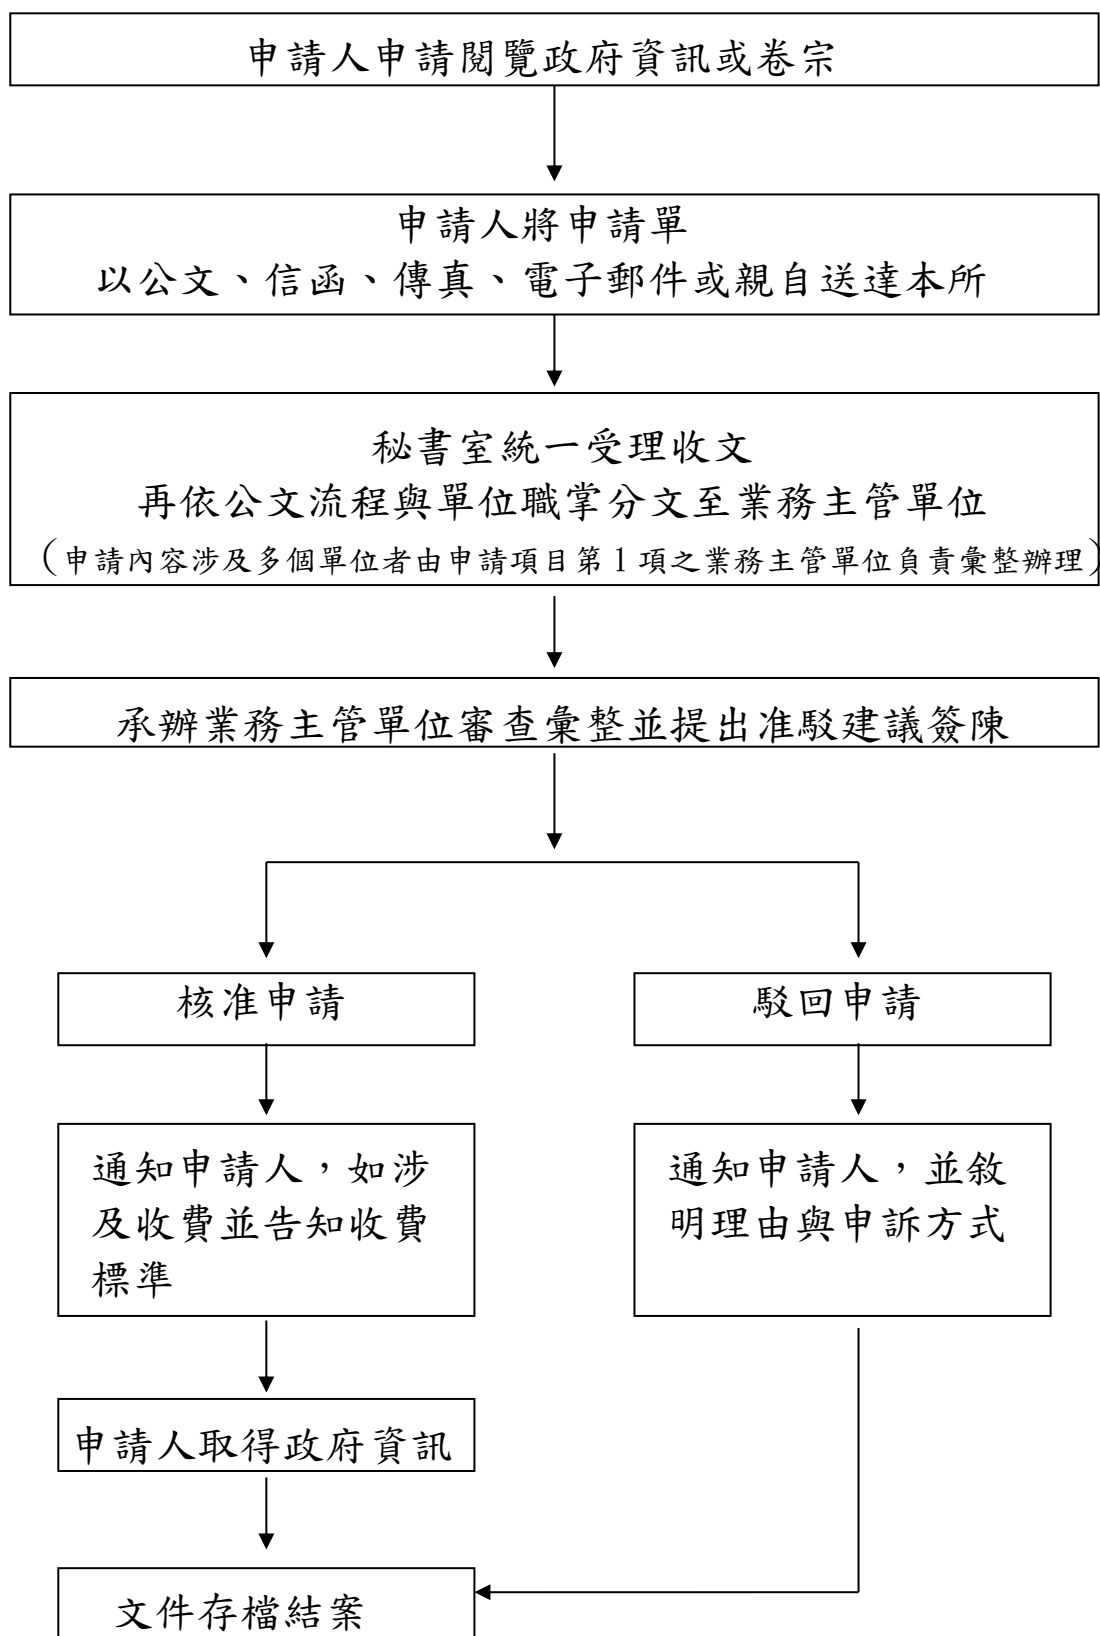 申請人申請閱覽政府資訊或卷宗
申請人將申請單
以公文、信函、傳真、電子郵件或親自送達本所
秘書室統一受理收文
再依公文流程與單位職掌分文至業務主管單位
（申請內容涉及多個單位者由申請項目第1項之業務主管單位負責彙整辦理）
承辦業務主管單位審查彙整並提出准駁建議簽陳
核准申請
駁回申請
通知申請人，如涉
及收費並告知收費
標準
通知申請人，並敘
明理由與申訴方式
申請人取得政府資訊
文件存檔結案